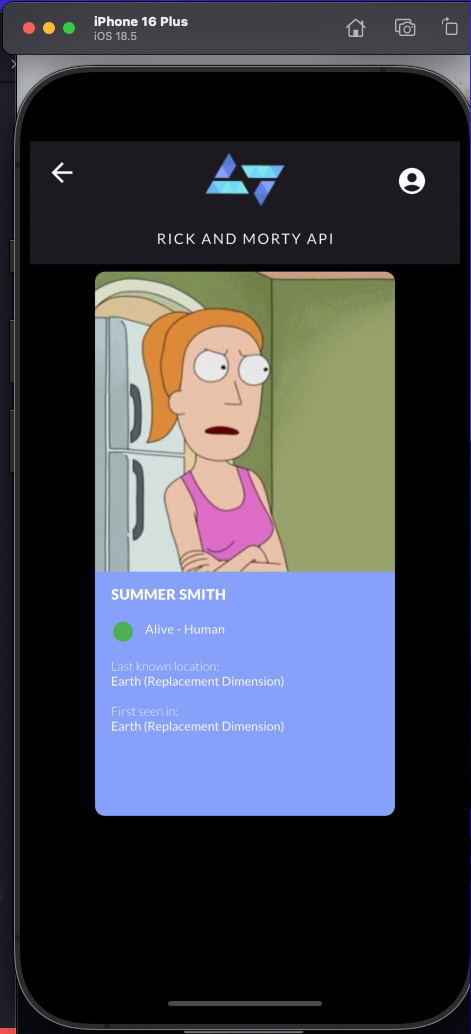 iPhone 16 Plus
iOS 18.5
RICK AND MORTY API
SUMMER SMITH
Alive - Human
Last known location:
Earth (Replacement Dimension)
First seen in:
Earth (Replacement Dimension)